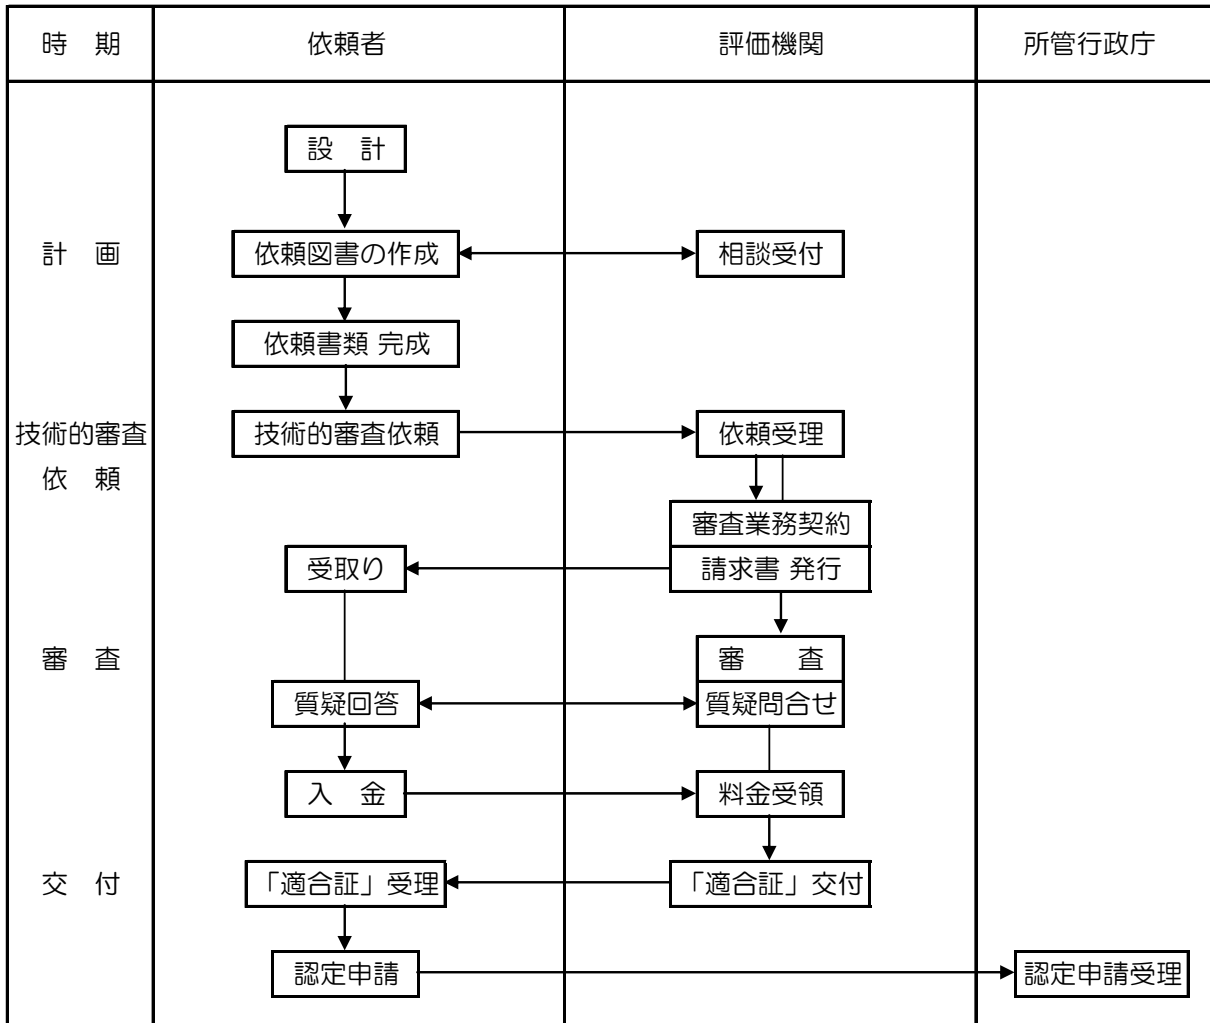 時 期 依頼者 評価機関 所管行政庁
設 計
計 画 依頼図書の作成 相談受付
依頼書類 完成
技術的審査 技術的審査依頼 依頼受理
依 頼
審査業務契約
受取り 請求書 発行
審 査 審 査
質疑回答 質疑問合せ
入 金 料金受領
交 付 「適合証」受理 「適合証」交付
認定申請 認定申請受理